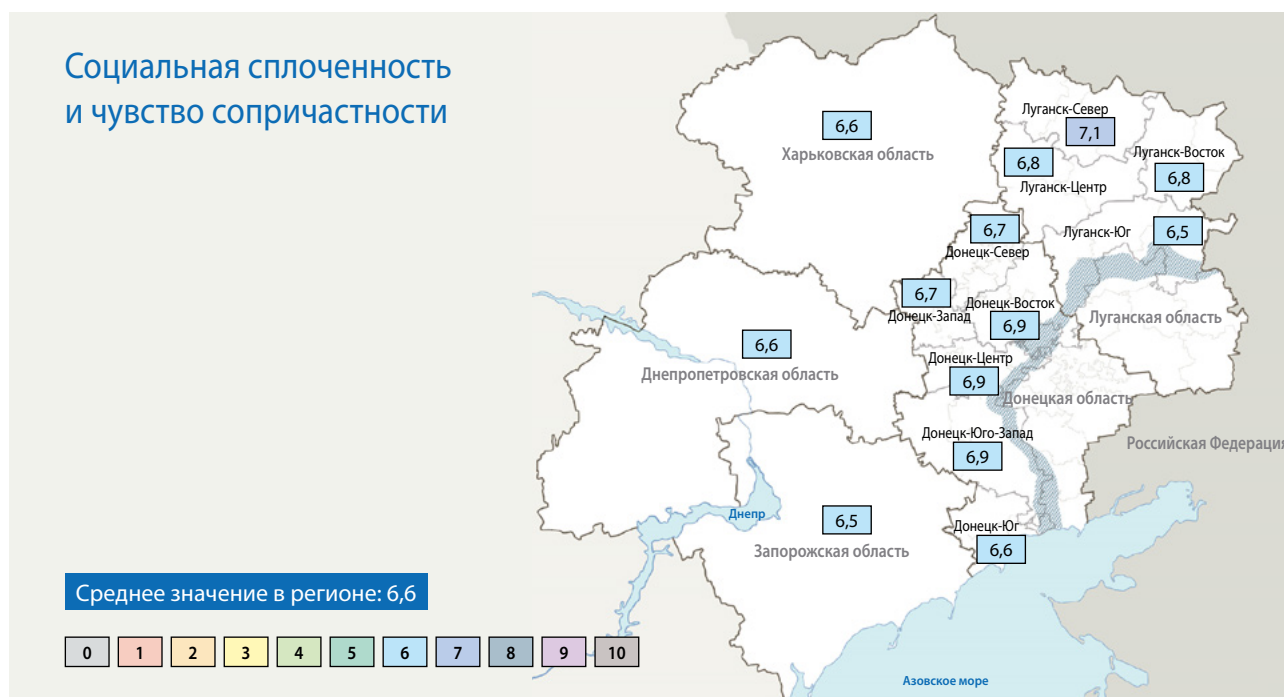 Социальная сплоченность
и чувство сопричастности
6,6
Харьковская область
Луганск-Север
7,1
Луганск-Восток
6,8
6,8
Луганск-Центр
Луганск-Юг
6,5
6,7
Донецк-Север
6,7
Донецк-Запад
Донецк-Восток
6,9
Луганская область
6,6
Днепропетровская область
Донецк-Центр
6,9
Донецкая область
Донецк-Юго-Запад
6,9
Российская Федерация
Днепр
6,5
Запорожская область
Донецк-Юг
6,6
Азовское море
Среднее значение в регионе: 6,6
0 1 2 3 4 5 6 7 8 9 10